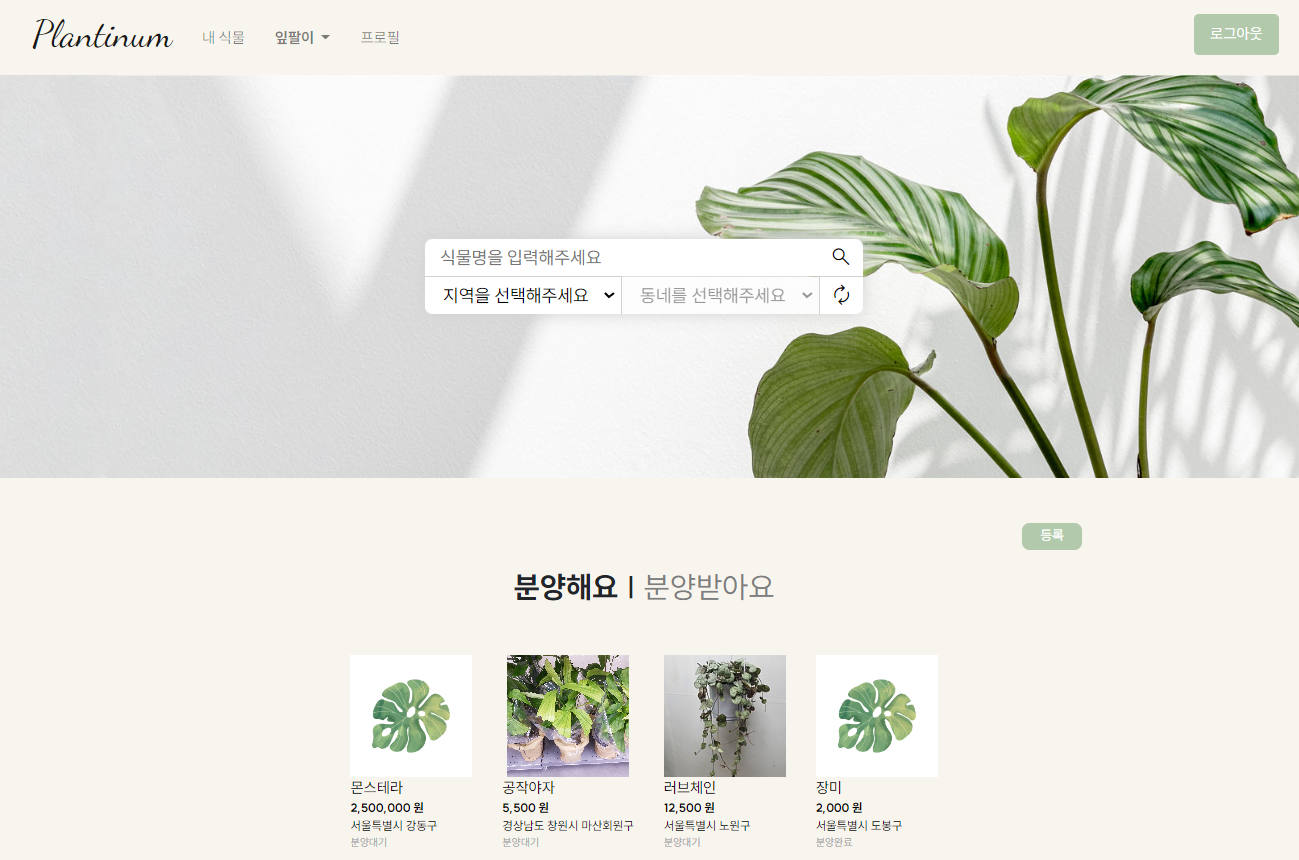 Plantinum 내 식물 잎팔이 프로필 로그아웃
식물명을 입력해주세요
지역을 선택해주세요 동네를 선택해주세요
등록
분양해요 | 분양받아요
몬스테라
2,500,000 원
서울특별시 강동구
분양대기
공작야자
5,500 원
경상남도 창원시 마산회원구
분양대기
러브체인
12,500 원
서울특별시 노원구
분양대기
장미
2,000 원
서울특별시 도봉구
분양완료